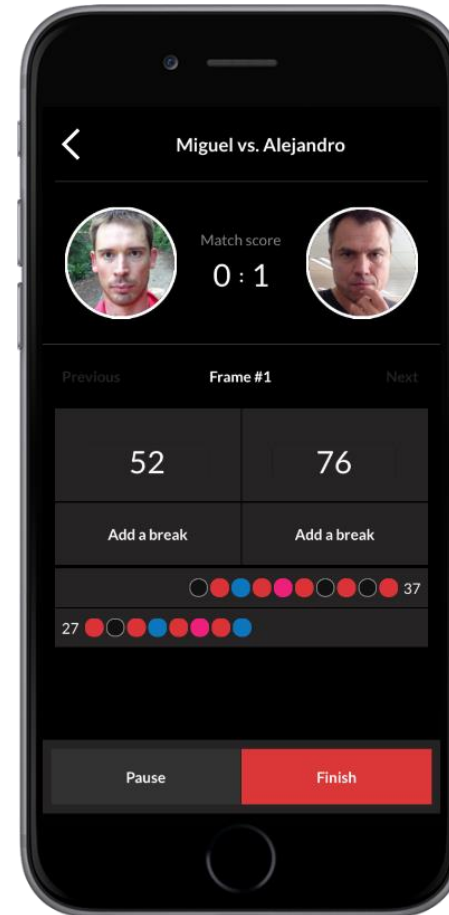 Miguel vs. Alejandro
Match score
0 : 1
Previous Frame #1 Next
52 76
Add a break Add a break
37
27
Pause Finish